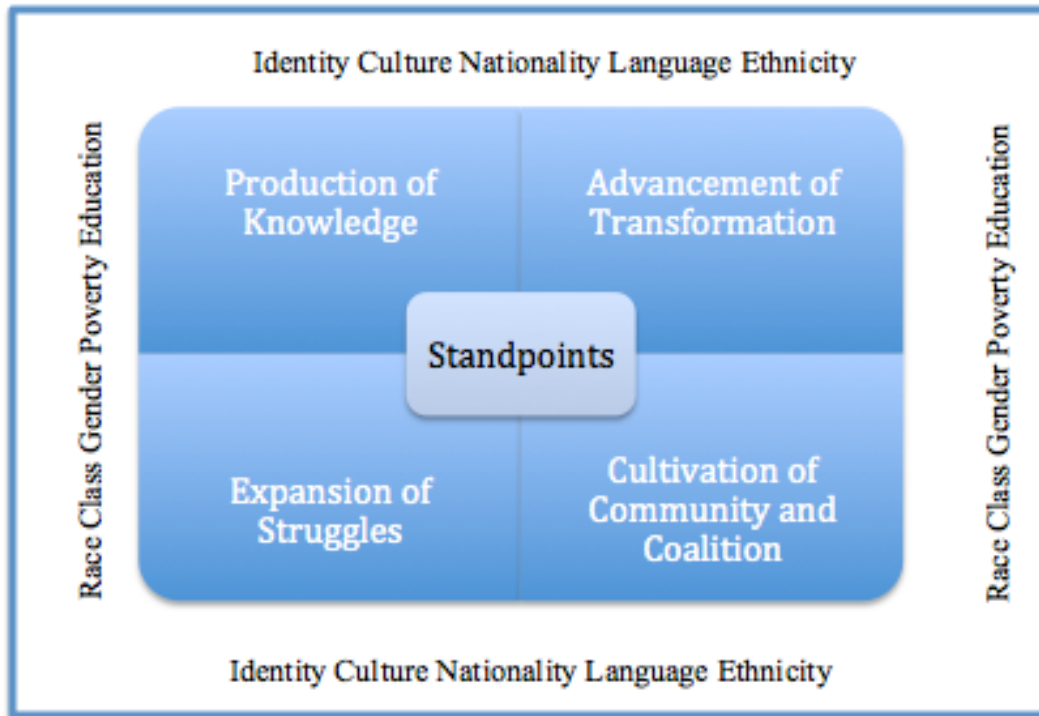 Identity Culture Nationality Language Ethnicity
Race Class Gender Poverty Education
Production of
Knowledge
Advancement of
Transformation
Standpoints
Expansion of
Struggles
Cultivation of
Community and
Coalition
Race Class Gender Poverty Education
Identity Culture Nationality Language Ethnicity